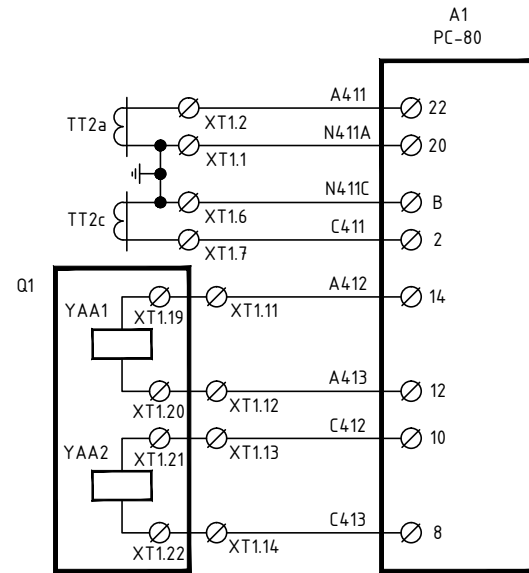 A1
РС-80
A411
22
TT2a
XT1.2
N411A
20
XT1.1
N411C
B
TT2c
XT1.6
C411
2
XT1.7
Q1
A412
14
YAA1
XT1.19
XT1.11
A413
12
XT1.20
XT1.12
C412
10
YAA2
XT1.21
XT1.13
C413
8
XT1.22
XT1.14